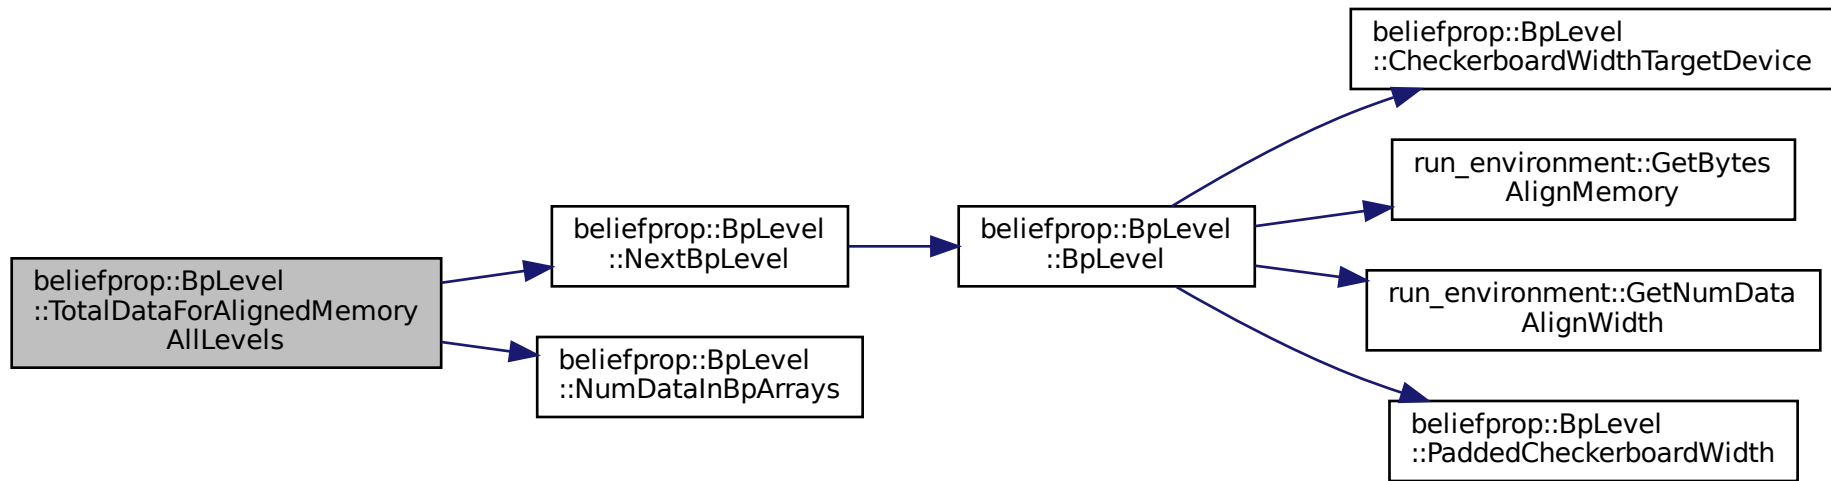 beliefprop::BpLevel
::TotalDataForAlignedMemory
AllLevels
beliefprop::BpLevel
::NextBpLevel
beliefprop::BpLevel
::NumDataInBpArrays
beliefprop::BpLevel
::BpLevel
beliefprop::BpLevel
::CheckerboardWidthTargetDevice
run_environment::GetBytes
AlignMemory
run_environment::GetNumData
AlignWidth
beliefprop::BpLevel
::PaddedCheckerboardWidth